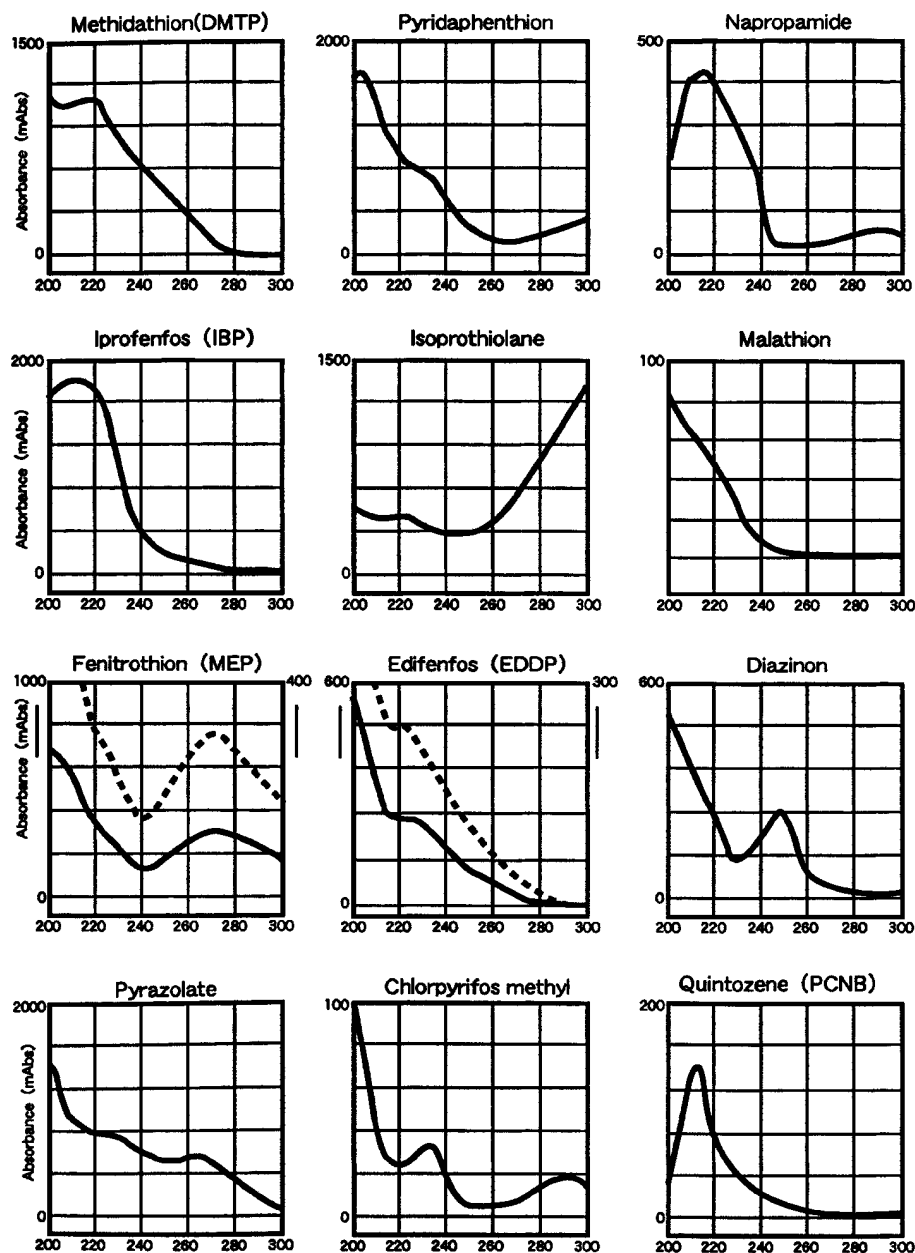 Methidathion(DMTP)
1500
Absorbance (mAbs)
0
200 220 240 260 280 300
Pyridaphenthion
2000
0
200 220 240 260 280 300
Napropamide
500
0
200 220 240 260 280 300
Iprofenfos (IBP)
2000
Absorbance (mAbs)
0
200 220 240 260 280 300
Isoprothiolane
1500
0
200 220 240 260 280 300
Malathion
100
0
200 220 240 260 280 300
Fenitrothion (MEP)
1000
400
Absorbance (mAbs)
0
200 220 240 260 280 300
Edifenfos (EDDP)
600
300
0
200 220 240 260 280 300
Diazinon
600
0
200 220 240 260 280 300
Pyrazolate
2000
Absorbance (mAbs)
0
200 220 240 260 280 300
Chlorpyrifos methyl
100
0
200 220 240 260 280 300
Quintozene (PCNB)
200
0
200 220 240 260 280 300